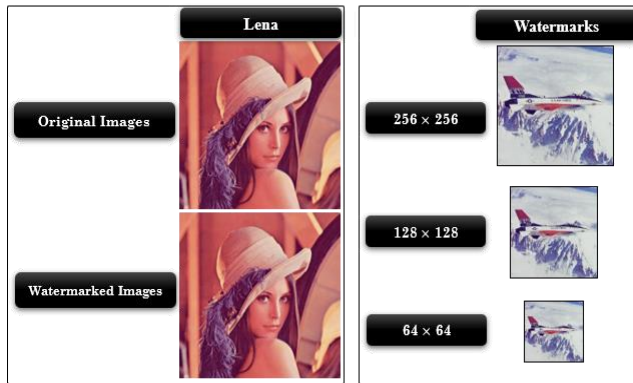 Lena
Original Images
Watermarked Images
Watermarks
256 × 256
128 × 128
64 × 64